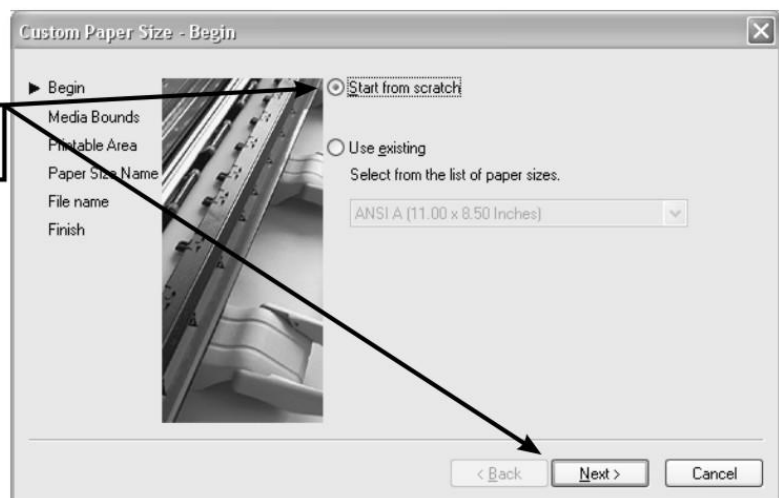 Custom Paper Size - Begin
Begin
Media Bounds
Printable Area
Paper Size Name
File name
Finish
Start from scratch
Use existing
Select from the list of paper sizes.
ANSI A (11.00 x 8.50 Inches)
< Back
Next >
Cancel